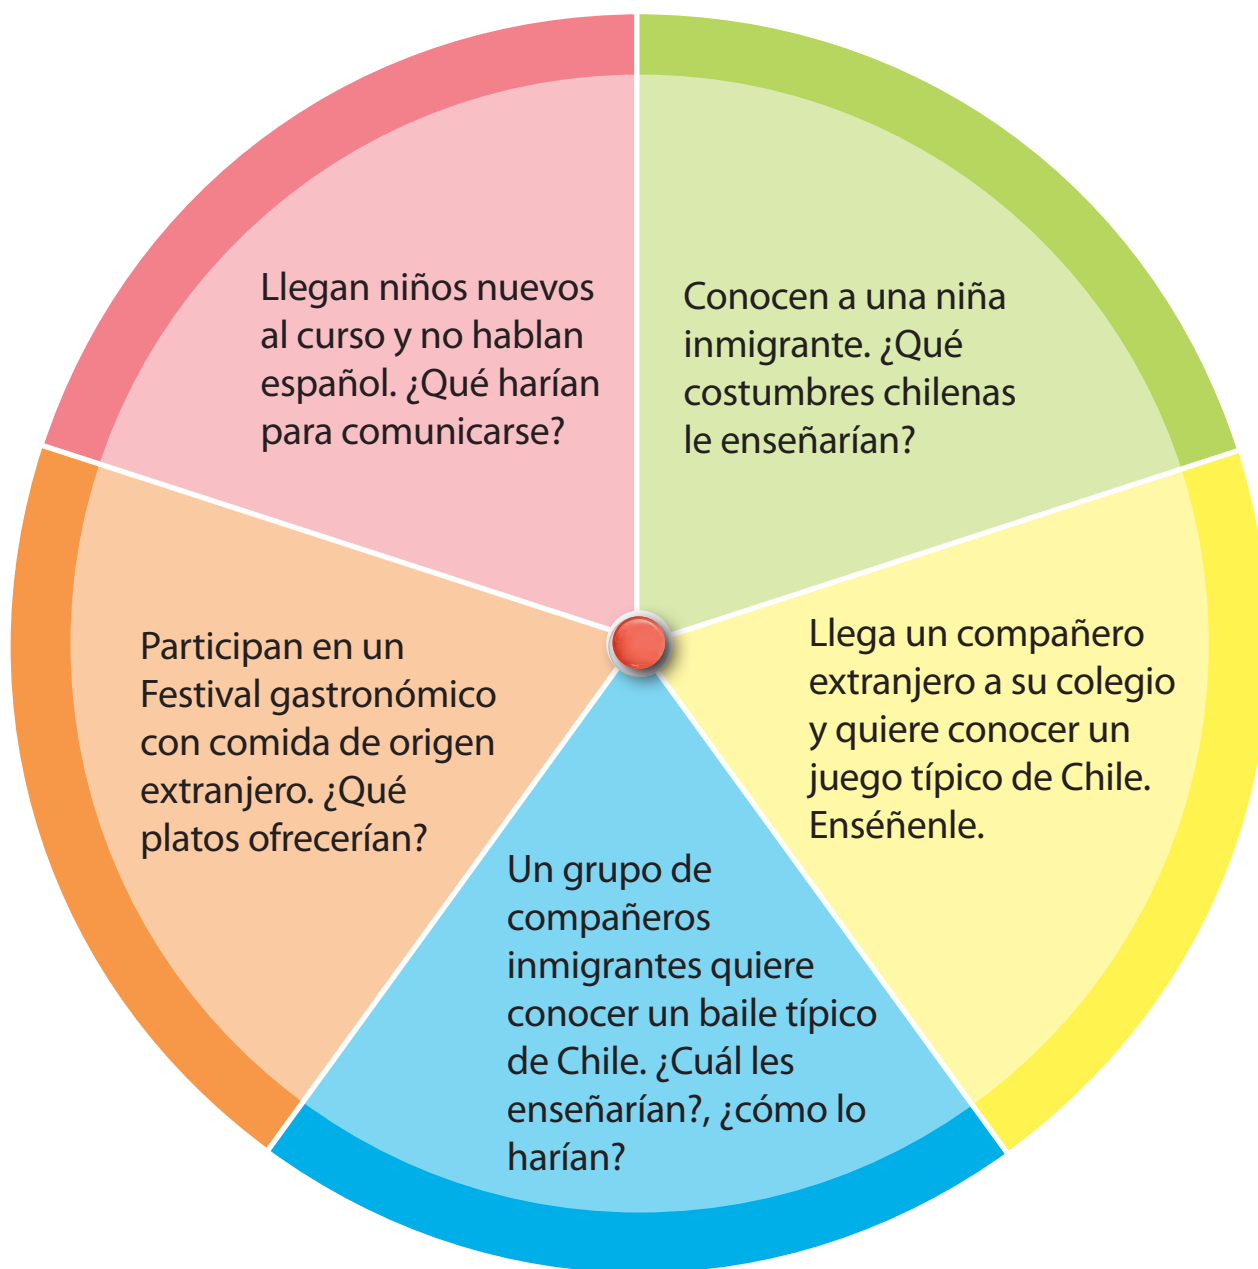 Llegan niños nuevos
al curso y no hablan
español. ¿Qué harían
para comunicarse?
Conocen a una niña
inmigrante. ¿Qué
costumbres chilenas
le enseñarían?
Llega un compañero
extranjero a su colegio
y quiere conocer un
juego típico de Chile.
Enséñenle.
Un grupo de
compañeros
inmigrantes quiere
conocer un baile típico
de Chile. ¿Cuál les
enseñarían?, ¿cómo lo
harían?
Participan en un
Festival gastronómico
con comida de origen
extranjero. ¿Qué
platos ofrecerían?